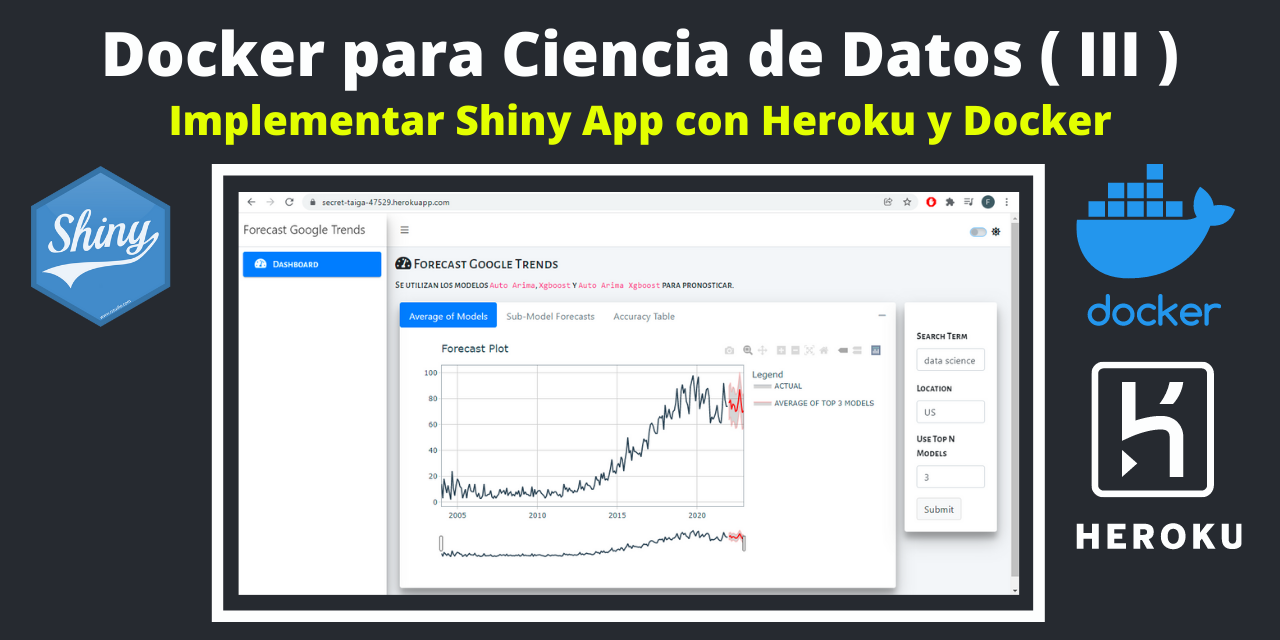 Docker para Ciencia de Datos ( III )
Implementar Shiny App con Heroku y Docker
Shiny
docker
HEROKU
secret-taiga-47529.herokuapp.com
F
Forecast Google Trends
Dashboard
Forecast Google Trends
Se utilizan los modelos Auto Arima, Xgboost y Auto Arima Xgboost para pronosticar.
Average of Models Sub-Model Forecasts Accuracy Table
Forecast Plot
100
80
60
40
20
0
2005 2010 2015 2020
Legend
ACTUAL
AVERAGE OF TOP 3 MODELS
Search Term
data science
Location
US
Use Top N
Models
3
Submit